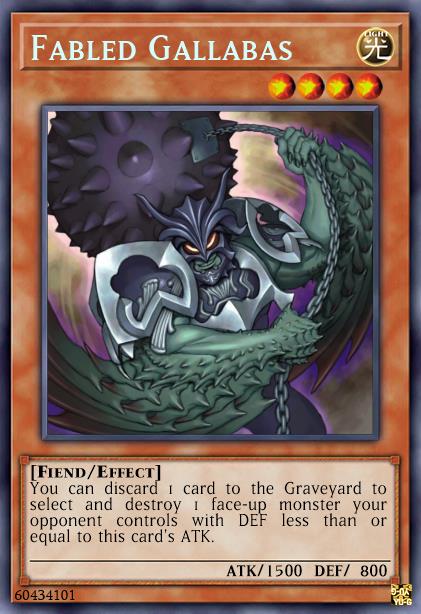 Fabled Gallabas
LIGHT
光
[Fiend/Effect]
You can discard 1 card to the Graveyard to
select and destroy 1 face-up monster your
opponent controls with DEF less than or
equal to this card's ATK.
ATK/1500 DEF/ 800
60434101